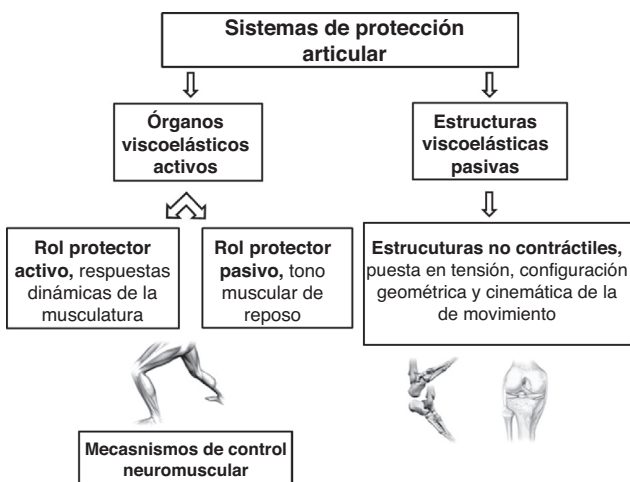 Sistemas de protección
articular
Órganos
viscoelásticos
activos
Estructuras
viscoelásticas
pasivas
Rol protector
activo, respuestas
dinámicas de la
musculatura
Rol protector
pasivo, tono
muscular de
reposo
Estrucuturas no contráctiles,
puesta en tensión, configuración
geométrica y cinemática de la
de movimiento
Mecasnismos de control
neuromuscular